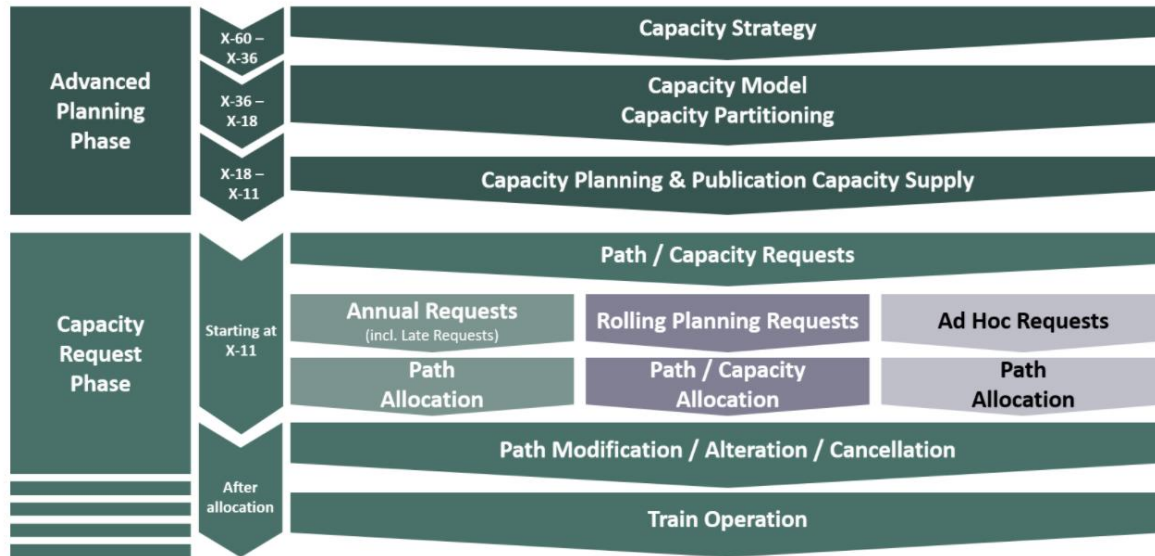 Advanced
Planning
Phase
X-60 –
X-36
Capacity Strategy
X-36 –
X-18
Capacity Model
Capacity Partitioning
X-18 –
X-11
Capacity Planning & Publication Capacity Supply
Capacity
Request
Phase
Starting at
X-11
Path / Capacity Requests
Annual Requests
(incl. Late Requests)
Rolling Planning Requests
Ad Hoc Requests
Path
Allocation
Path / Capacity
Allocation
Path
Allocation
After
allocation
Path Modification / Alteration / Cancellation
Train Operation